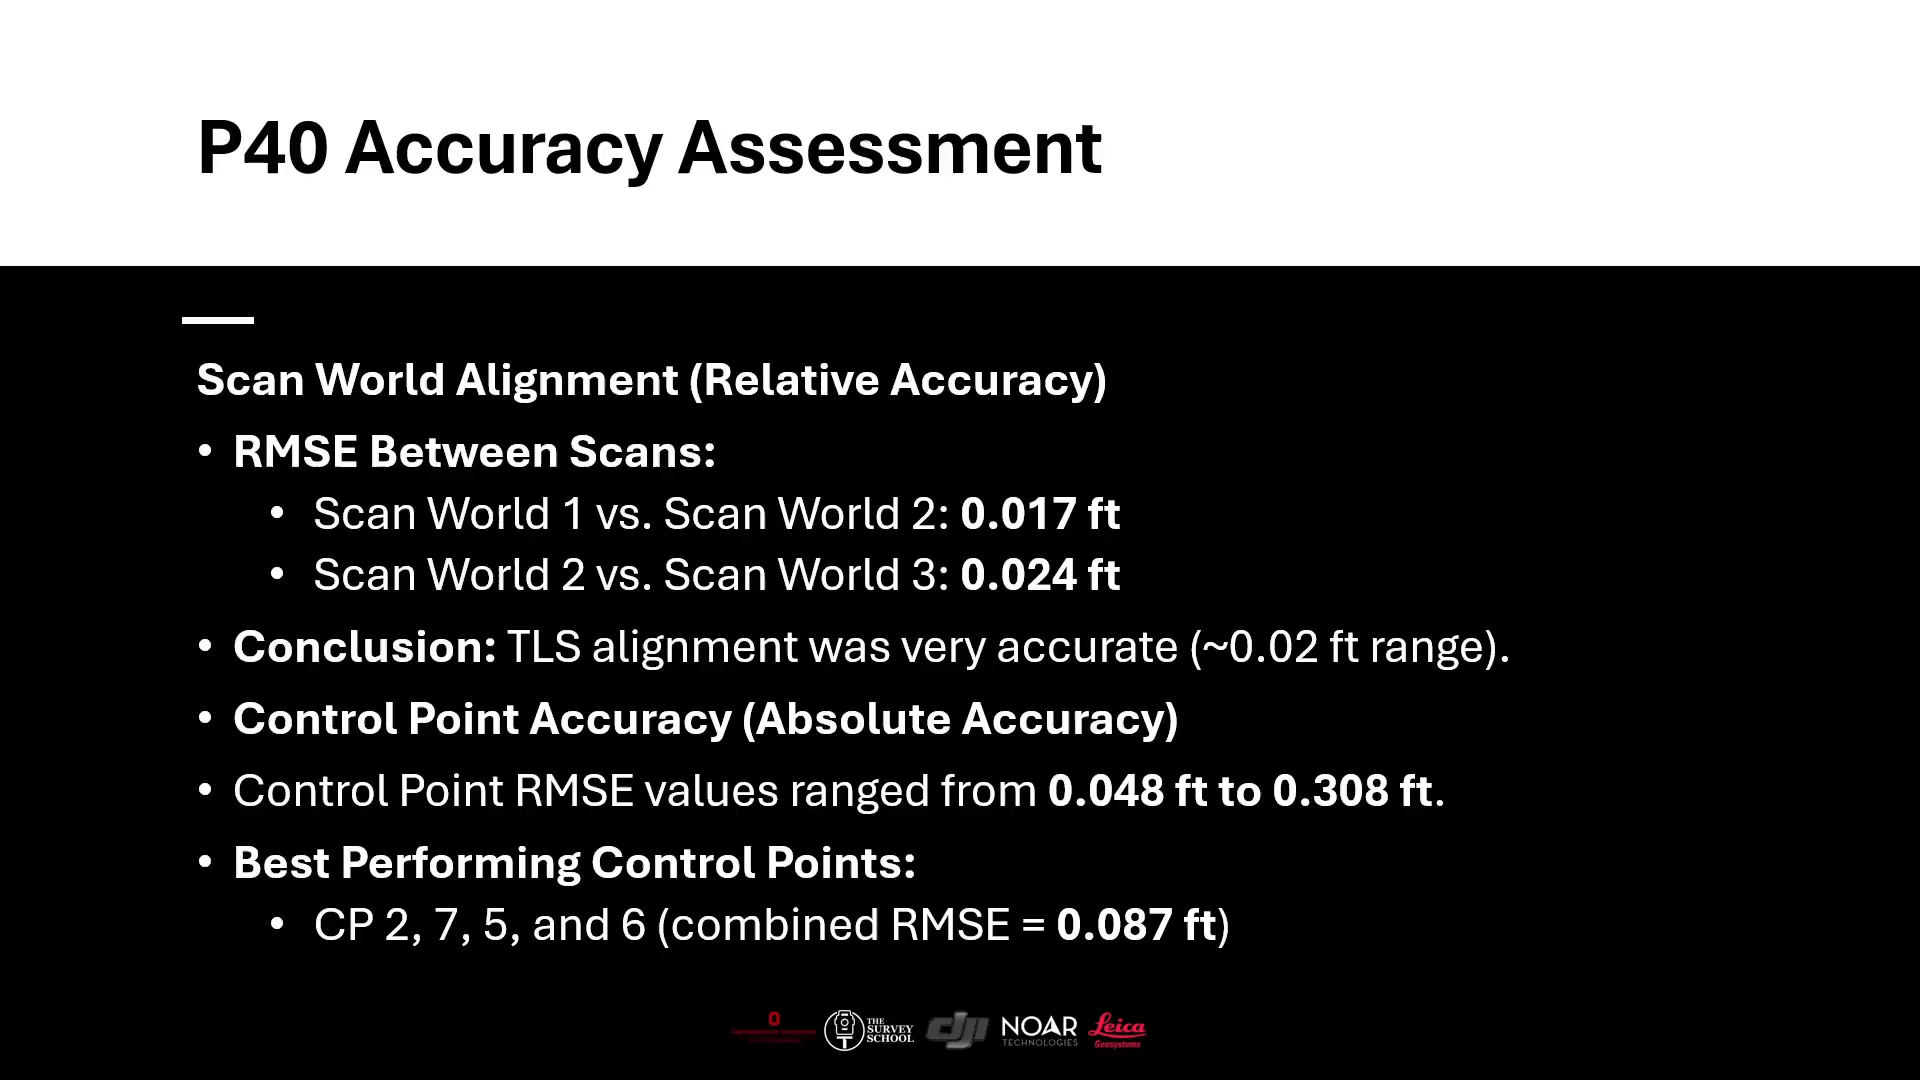 P40 Accuracy Assessment
Scan World Alignment (Relative Accuracy)
• RMSE Between Scans:
• Scan World 1 vs. Scan World 2: 0.017 ft
• Scan World 2 vs. Scan World 3: 0.024 ft
• Conclusion: TLS alignment was very accurate (~0.02 ft range).
• Control Point Accuracy (Absolute Accuracy)
• Control Point RMSE values ranged from 0.048 ft to 0.308 ft.
• Best Performing Control Points:
• CP 2, 7, 5, and 6 (combined RMSE = 0.087 ft)
THE
SURVEY
SCHOOL
dji
NOAR
TECHNOLOGIES
Leica
Geosystems